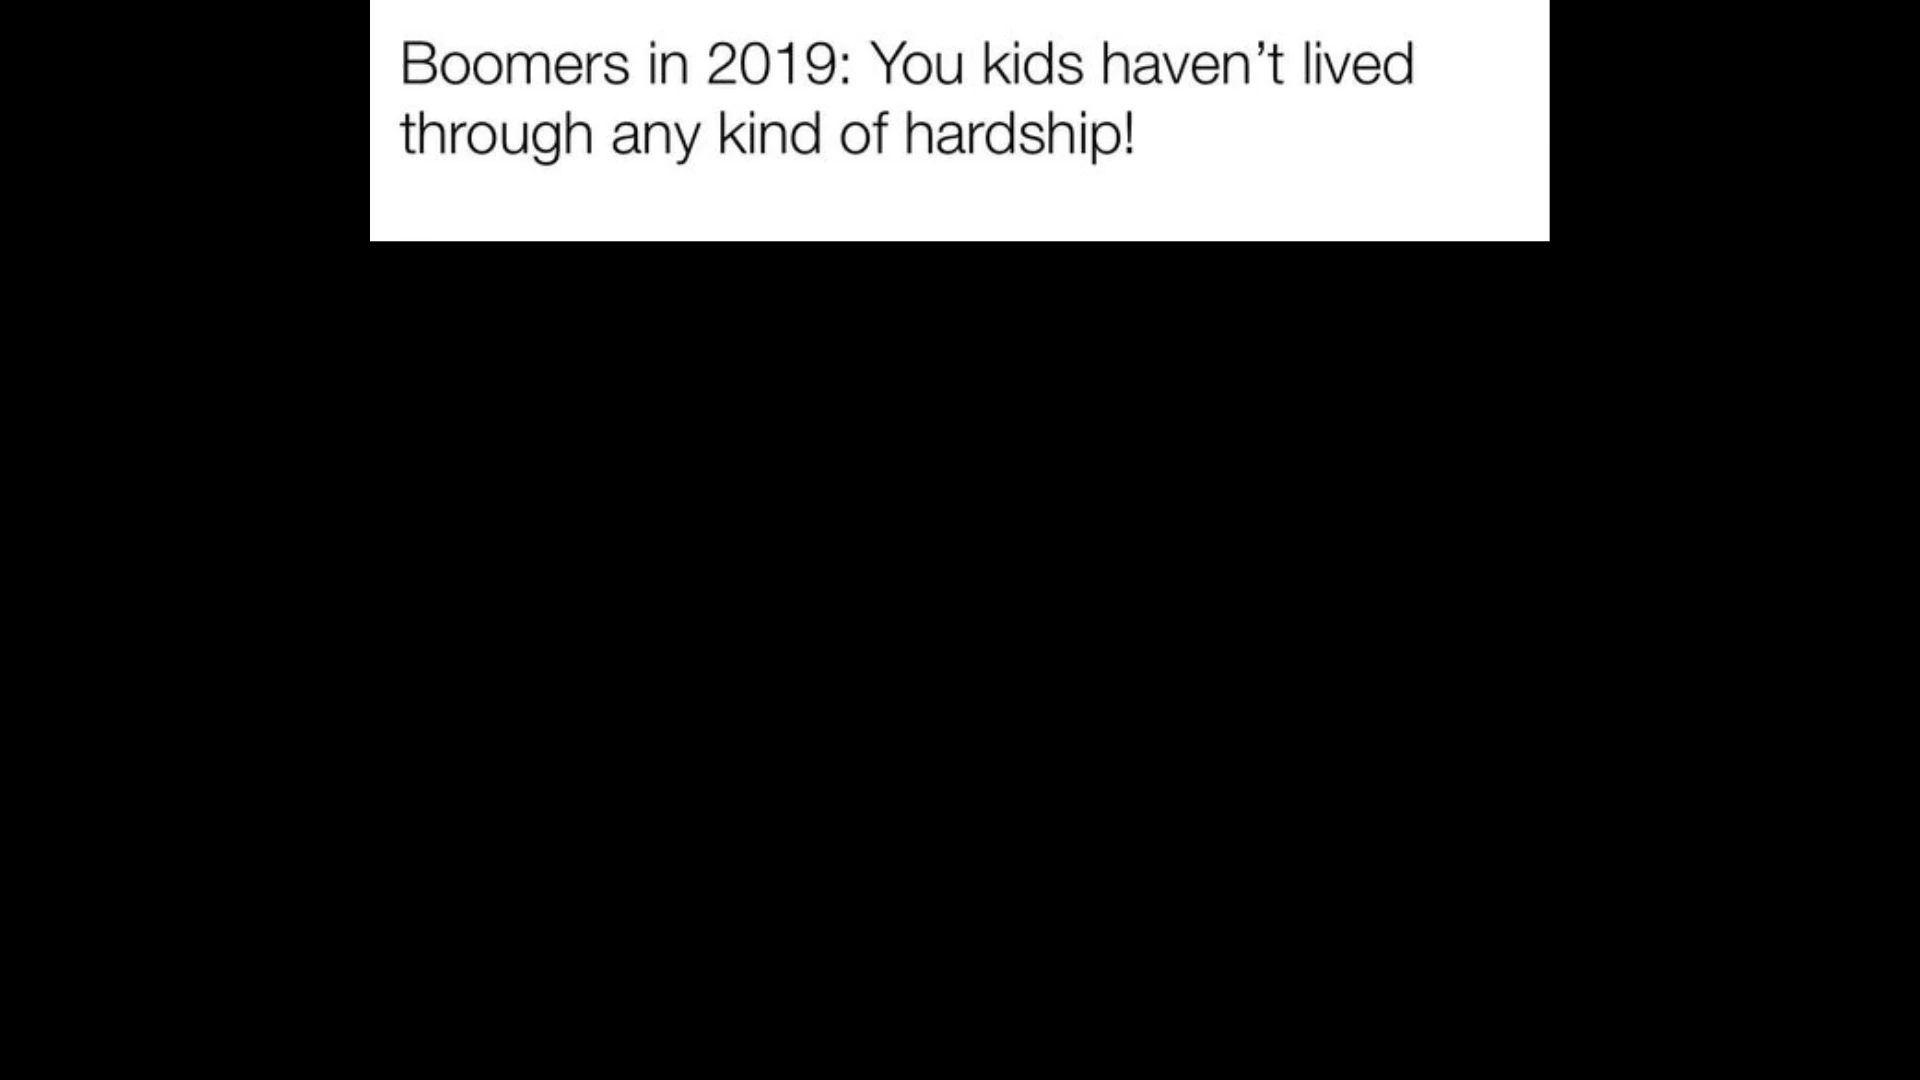 Boomers in 2019: You kids haven’t lived
through any kind of hardship!